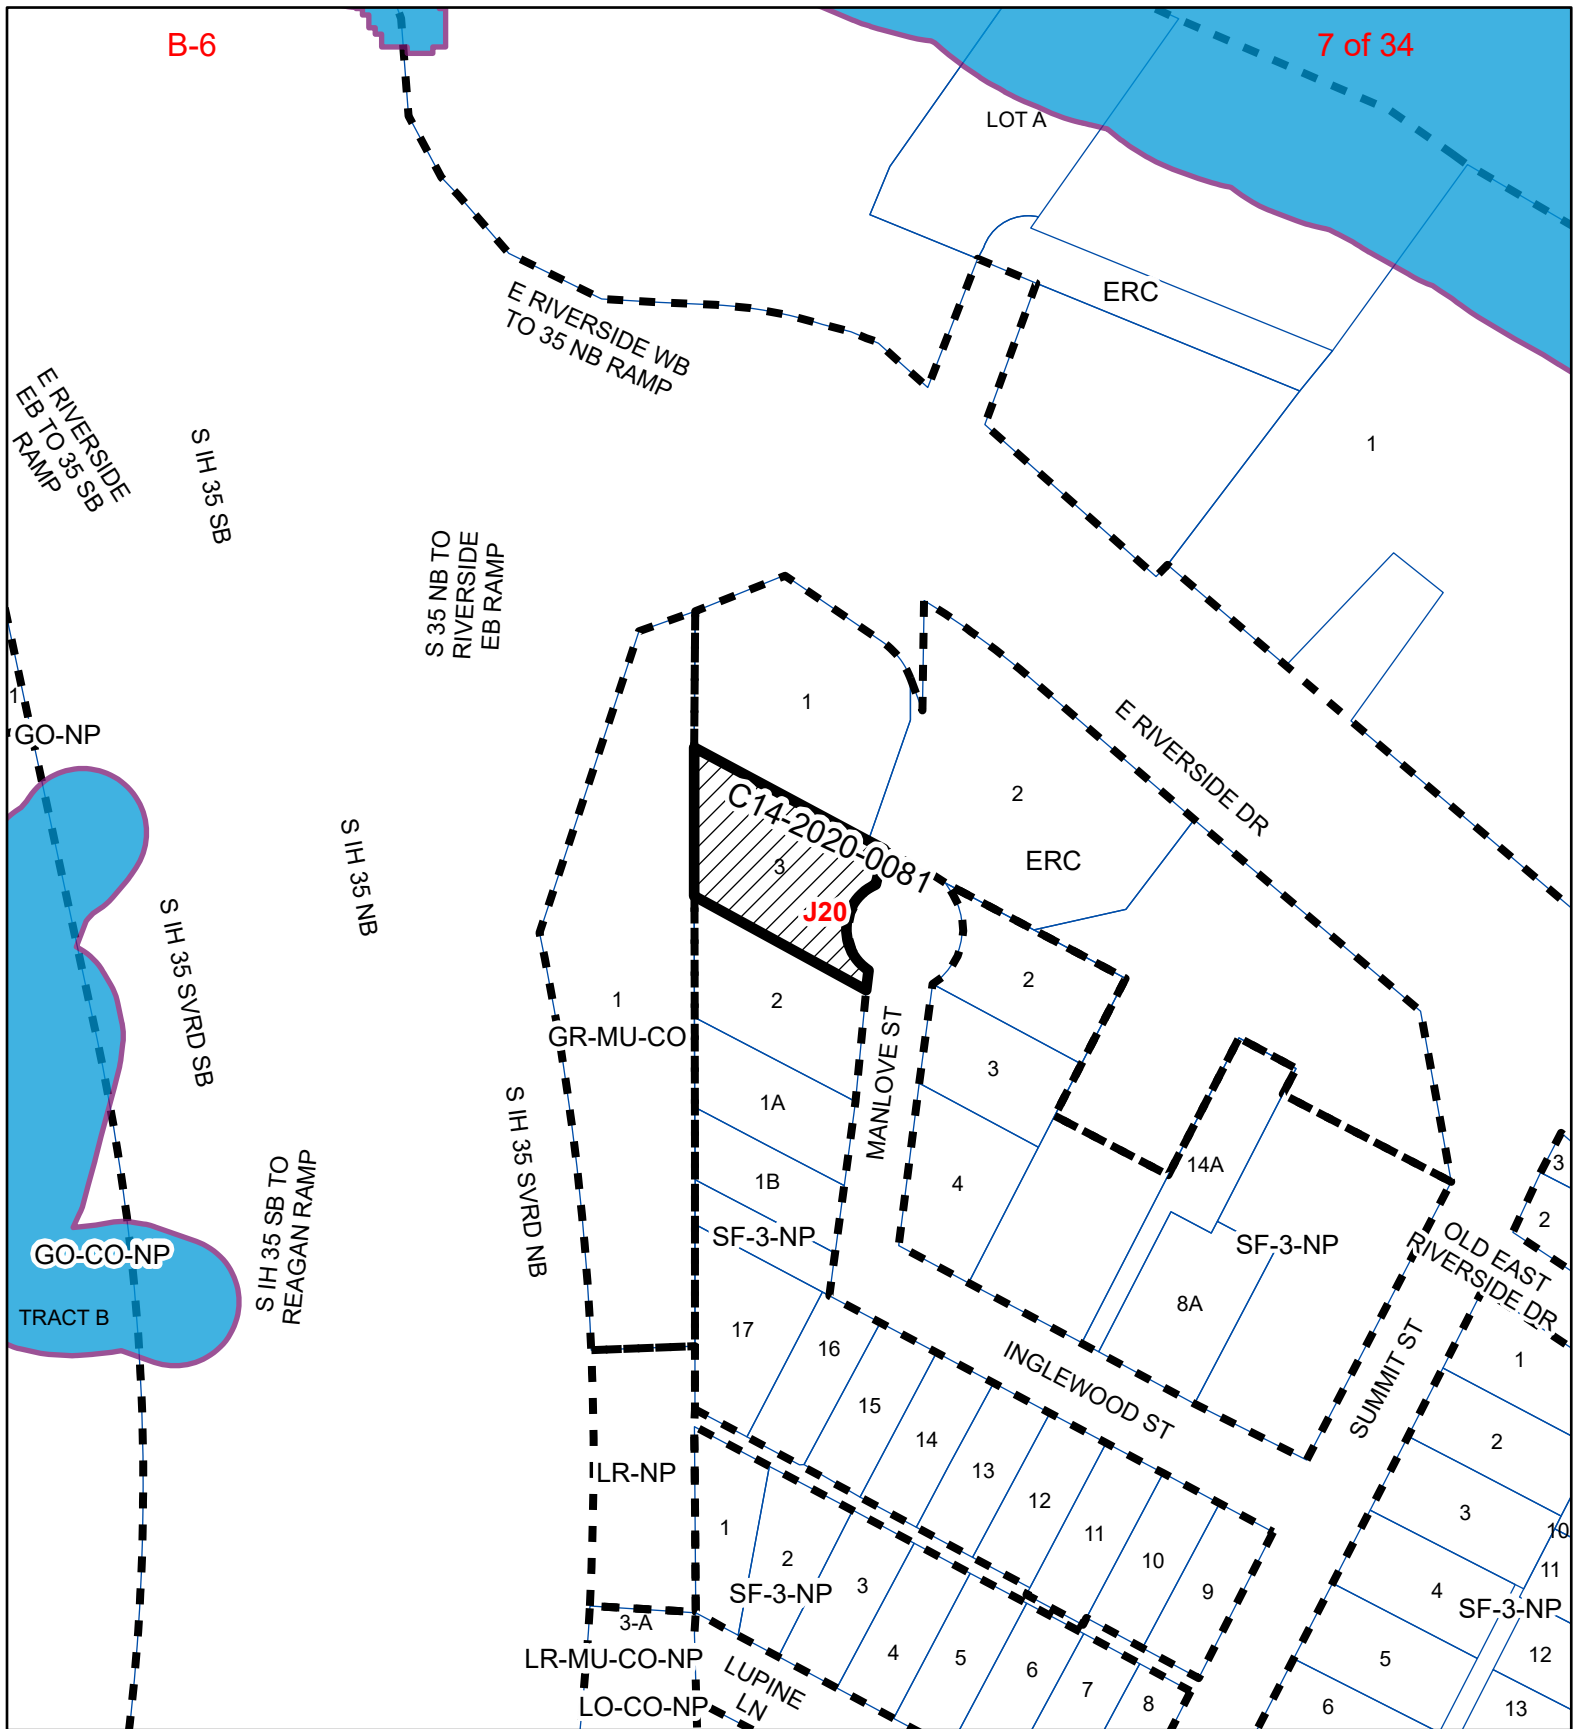 B-6
7 of 34
LOT A
ERC
E RIVERSIDE WB
TO 35 NB RAMP
E RIVERSIDE
EB TO 35 SB
RAMP
S IH 35 SB
1
S 35 NB TO
RIVERSIDE
EB RAMP
1
GO-NP
1
E RIVERSIDE DR
2
C14-2020-0081
3
ERC
J20
S IH 35 NB
S IH 35 SVRD SB
2
1
2
GR-MU-CO
MANLOVE ST
3
1A
S IH 35 SVRD NB
14A
3
1B
4
2
SF-3-NP
SF-3-NP
OLD EAST
RIVERSIDE DR
GO-CO-NP
S IH 35 SB TO
REAGAN RAMP
TRACT B
8A
17
16
INGLEWOOD ST
SUMMIT ST
1
15
14
13
12
11
10
9
2
LR-NP
3
10
11
1
2
3
SF-3-NP
4
SF-3-NP
3-A
4
5
6
7
8
5
12
LR-MU-CO-NP
LUPINE
LN
LO-CO-NP
6
13